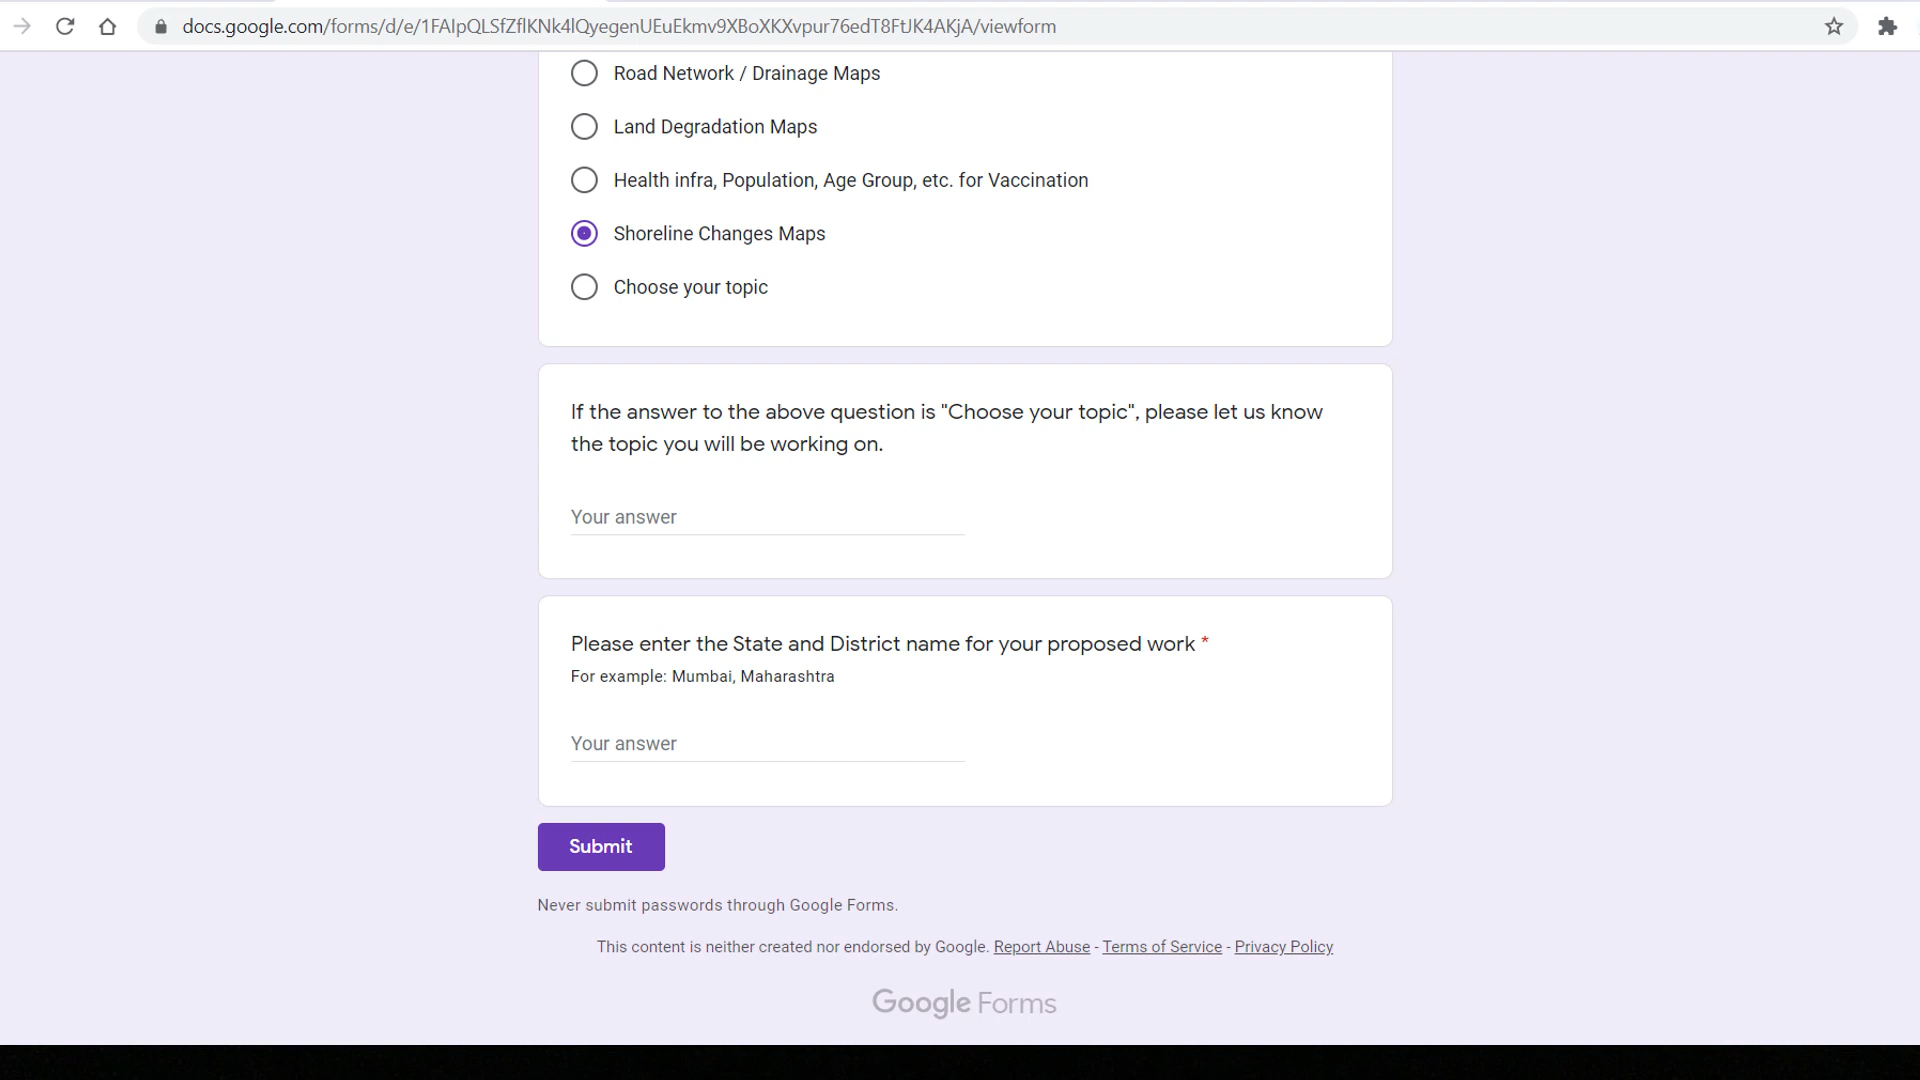 docs.google.com/forms/d/e/1FAIpQLSfZflKNk4lQyegenUEuEkmv9XBoXKXvpur76edT8FtJK4AKjA/viewform
Road Network / Drainage Maps
Land Degradation Maps
Health infra, Population, Age Group, etc. for Vaccination
Shoreline Changes Maps
Choose your topic
If the answer to the above question is "Choose your topic", please let us know
the topic you will be working on.
Your answer
Please enter the State and District name for your proposed work *
For example: Mumbai, Maharashtra
Your answer
Submit
Never submit passwords through Google Forms.
This content is neither created nor endorsed by Google. Report Abuse - Terms of Service - Privacy Policy
Google Forms